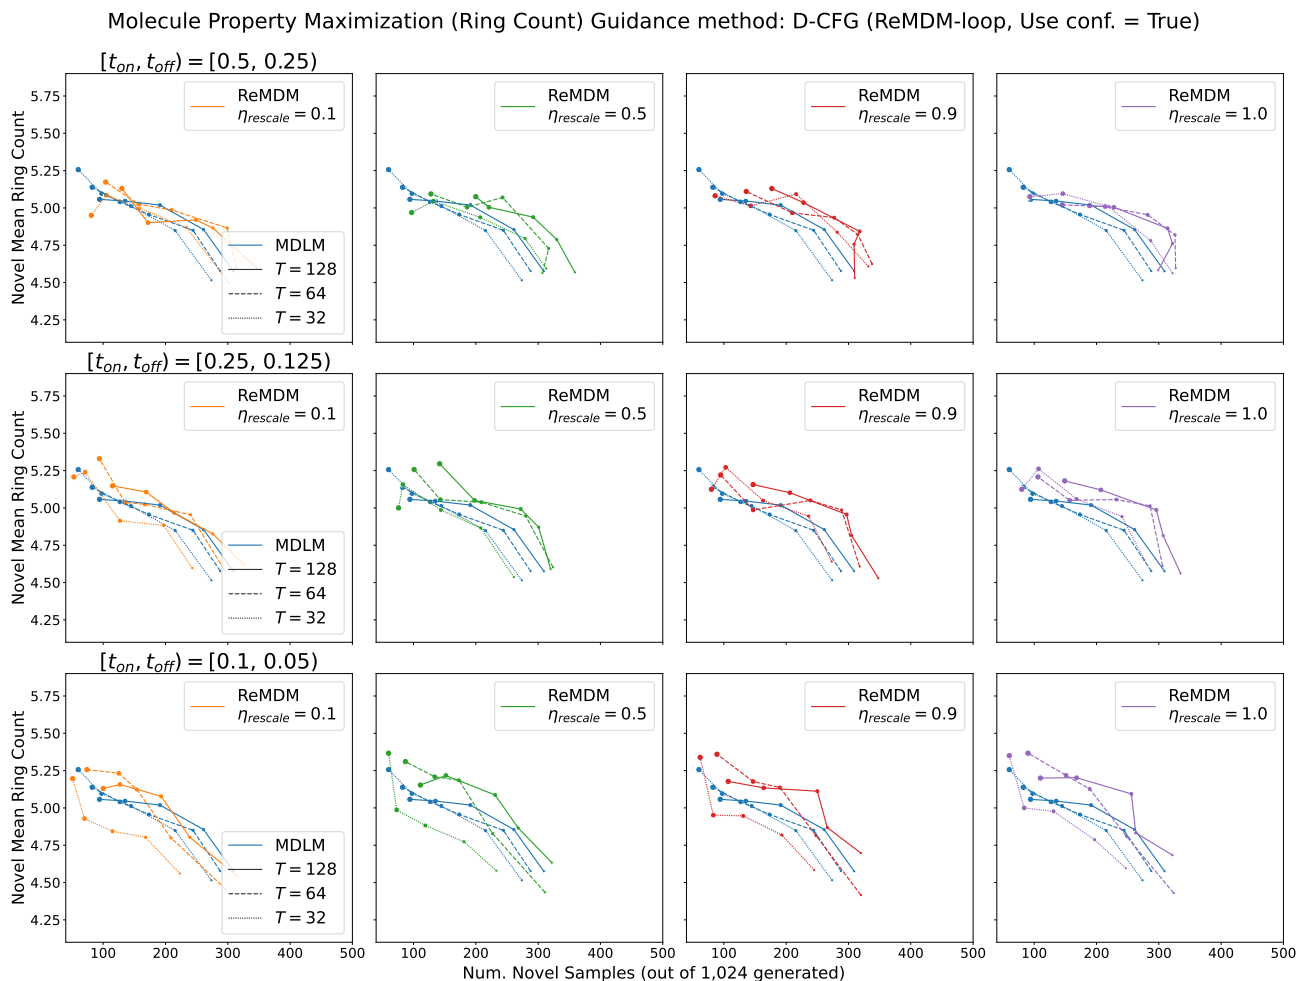 Molecule Property Maximization (Ring Count) Guidance method: D-CFG (ReMDM-loop, Use conf. = True)
[t_on, t_off) = [0.5, 0.25)
Novel Mean Ring Count
5.75
5.50
5.25
5.00
4.75
4.50
4.25
ReMDM
η_rescale = 0.1
MDLM
T = 128
T = 64
T = 32
ReMDM
η_rescale = 0.5
ReMDM
η_rescale = 0.9
ReMDM
η_rescale = 1.0
[t_on, t_off) = [0.25, 0.125)
Novel Mean Ring Count
5.75
5.50
5.25
5.00
4.75
4.50
4.25
ReMDM
η_rescale = 0.1
MDLM
T = 128
T = 64
T = 32
ReMDM
η_rescale = 0.5
ReMDM
η_rescale = 0.9
ReMDM
η_rescale = 1.0
[t_on, t_off) = [0.1, 0.05)
Novel Mean Ring Count
5.75
5.50
5.25
5.00
4.75
4.50
4.25
ReMDM
η_rescale = 0.1
MDLM
T = 128
T = 64
T = 32
ReMDM
η_rescale = 0.5
ReMDM
η_rescale = 0.9
ReMDM
η_rescale = 1.0
100 200 300 400 500
100 200 300 400 500
100 200 300 400 500
100 200 300 400 500
Num. Novel Samples (out of 1,024 generated)